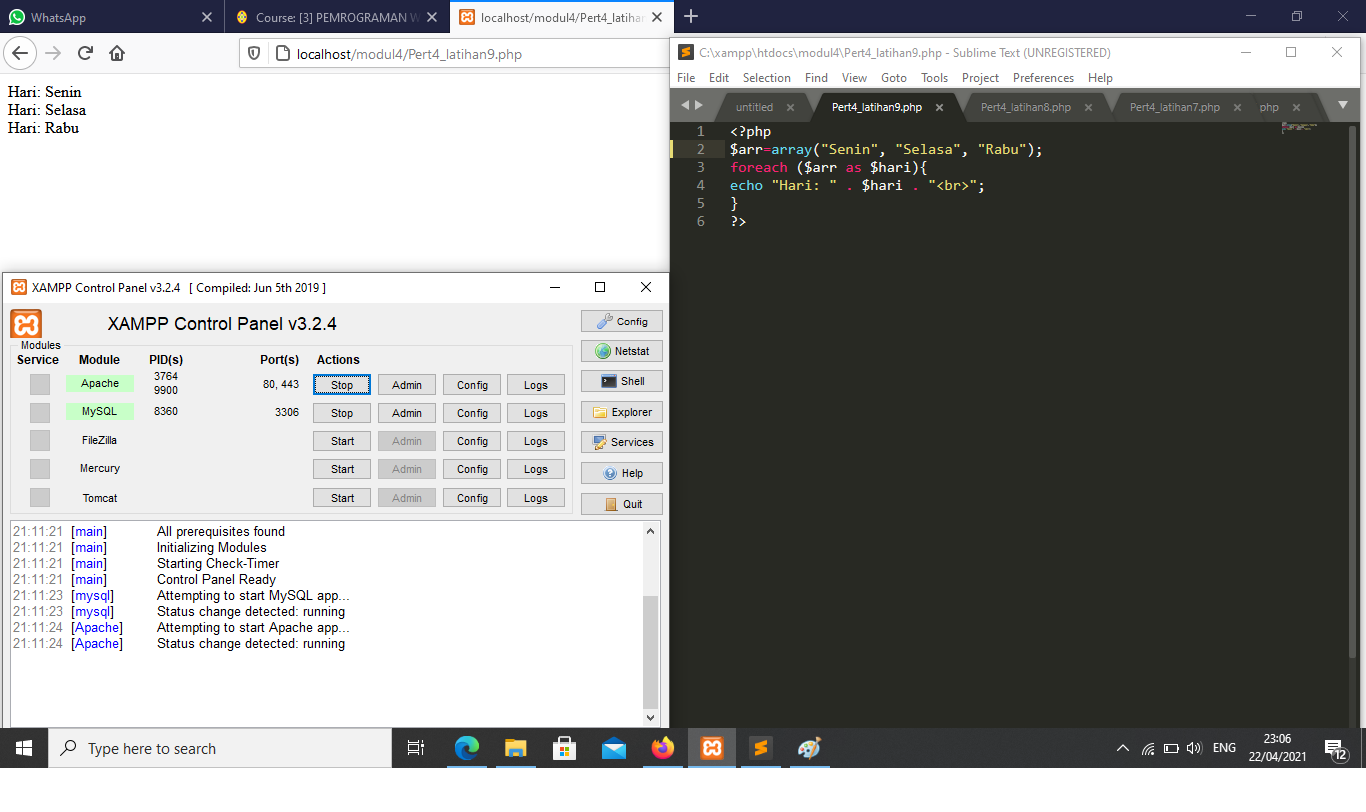 WhatsApp
Course: [3] PEMROGRAMAN W
localhost/modul4/Pert4_latihan
localhost/modul4/Pert4_latihan9.php
Hari: Senin
Hari: Selasa
Hari: Rabu
C:\xampp\htdocs\modul4\Pert4_latihan9.php - Sublime Text (UNREGISTERED)
File Edit Selection Find View Goto Tools Project Preferences Help
untitled Pert4_latihan9.php Pert4_latihan8.php Pert4_latihan7.php php
1 <?php
2 $arr=array("Senin", "Selasa", "Rabu");
3 foreach ($arr as $hari){
4 echo "Hari: " . $hari . "<br>";
5 }
6 ?>
XAMPP Control Panel v3.2.4 [ Compiled: Jun 5th 2019 ]
XAMPP Control Panel v3.2.4
Modules
Service Module PID(s) Port(s) Actions
Apache 3764 9900 80, 443 Stop Admin Config Logs
MySQL 8360 3306 Stop Admin Config Logs
FileZilla Start Admin Config Logs
Mercury Start Admin Config Logs
Tomcat Start Admin Config Logs
Config
Netstat
Shell
Explorer
Services
Help
Quit
21:11:21 [main] All prerequisites found
21:11:21 [main] Initializing Modules
21:11:21 [main] Starting Check-Timer
21:11:21 [main] Control Panel Ready
21:11:23 [mysql] Attempting to start MySQL app...
21:11:23 [mysql] Status change detected: running
21:11:24 [Apache] Attempting to start Apache app...
21:11:24 [Apache] Status change detected: running
Type here to search
ENG
23:06
22/04/2021
12